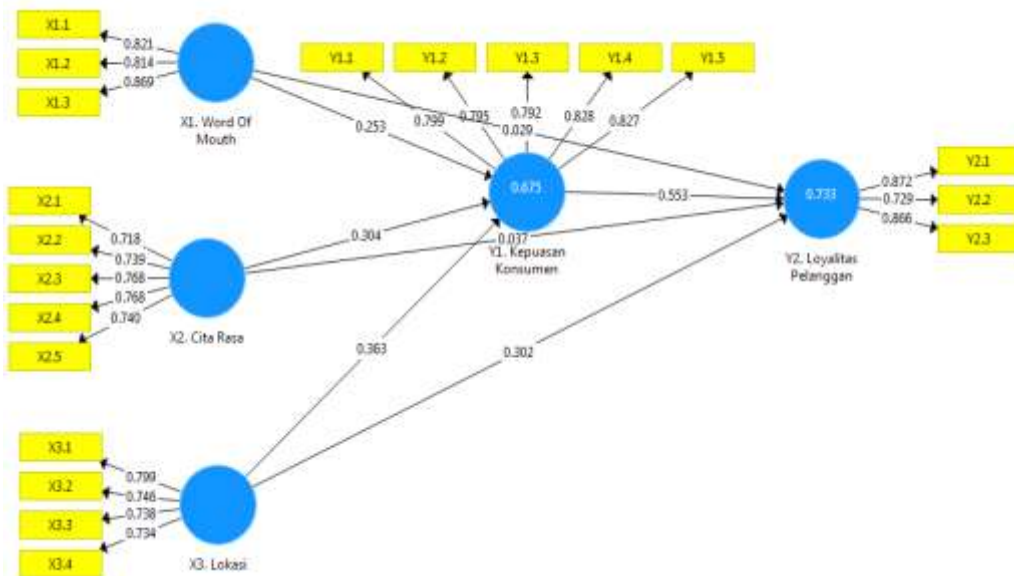 X1.1
X1.2
X1.3
0.821
0.814
0.869
X1. Word Of
Mouth
Y1.1
Y1.2
Y1.3
Y1.4
Y1.5
0.799
0.795
0.792
0.828
0.827
0.253
0.029
0.675
Y1. Kepuasan
Konsumen
0.553
0.733
Y2. Loyalitas
Pelanggan
0.872
0.729
0.866
Y2.1
Y2.2
Y2.3
X2.1
X2.2
X2.3
X2.4
X2.5
0.718
0.739
0.768
0.768
0.740
X2. Cita Rasa
0.304
0.037
0.363
0.302
X3.1
X3.2
X3.3
X3.4
0.799
0.746
0.738
0.734
X3. Lokasi